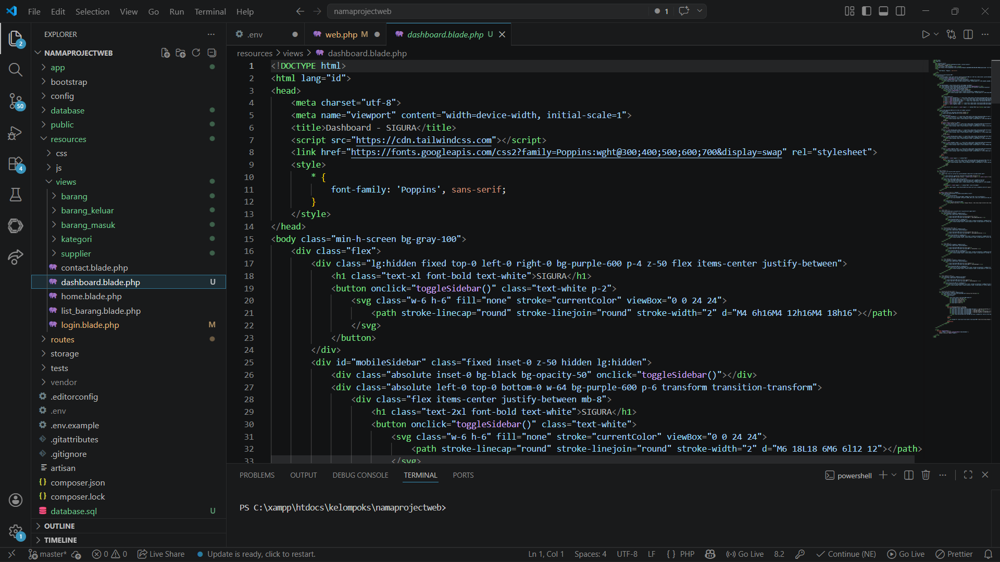 File Edit Selection View Go Run Terminal Help
namaprojectweb
1
EXPLORER
NAMAPROJECTWEB
app
bootstrap
config
database
public
resources
css
js
views
barang
barang_keluar
barang_masuk
kategori
supplier
contact.blade.php
dashboard.blade.php U
home.blade.php
list_barang.blade.php
login.blade.php M
routes
storage
tests
vendor
.editorconfig
.env
.env.example
.gitattributes
.gitignore
artisan
composer.json
composer.lock
database.sql U
OUTLINE
TIMELINE
2
50
4
1
.env
web.php M
dashboard.blade.php U
resources > views > dashboard.blade.php
1 <!DOCTYPE html>
2 <html lang="id">
3 <head>
4 <meta charset="utf-8">
5 <meta name="viewport" content="width=device-width, initial-scale=1">
6 <title>Dashboard - SIGURA</title>
7 <script src="https://cdn.tailwindcss.com"></script>
8 <link href="https://fonts.googleapis.com/css2?family=Poppins:wght@300;400;500;600;700&display=swap" rel="stylesheet">
9 <style>
10 * {
11 font-family: 'Poppins', sans-serif;
12 }
13 </style>
14 </head>
15 <body class="min-h-screen bg-gray-100">
16 <div class="flex">
17 <div class="lg:hidden fixed top-0 left-0 right-0 bg-purple-600 p-4 z-50 flex items-center justify-between">
18 <h1 class="text-xl font-bold text-white">SIGURA</h1>
19 <button onclick="toggleSidebar()" class="text-white p-2">
20 <svg class="w-6 h-6" fill="none" stroke="currentColor" viewBox="0 0 24 24">
21 <path stroke-linecap="round" stroke-linejoin="round" stroke-width="2" d="M4 6h16M4 12h16M4 18h16"></path>
22 </svg>
23 </button>
24 </div>
25 <div id="mobileSidebar" class="fixed inset-0 z-50 hidden lg:hidden">
26 <div class="absolute inset-0 bg-black bg-opacity-50" onclick="toggleSidebar()"></div>
27 <div class="absolute left-0 top-0 bottom-0 w-64 bg-purple-600 p-6 transform transition-transform">
28 <div class="flex items-center justify-between mb-8">
29 <h1 class="text-2xl font-bold text-white">SIGURA</h1>
30 <button onclick="toggleSidebar()" class="text-white">
31 <svg class="w-6 h-6" fill="none" stroke="currentColor" viewBox="0 0 24 24">
32 <path stroke-linecap="round" stroke-linejoin="round" stroke-width="2" d="M6 18L18 6M6 6l12 12"></path>
33 </svg>
PROBLEMS OUTPUT DEBUG CONSOLE TERMINAL PORTS
powershell
PS C:\xampp\htdocs\kelompoks\namaprojectweb>
master* 0 0 Live Share Update is ready, click to restart.
Ln 1, Col 1 Spaces: 4 UTF-8 LF { } PHP Go Live 8.2 Continue (NE) Go Live Prettier